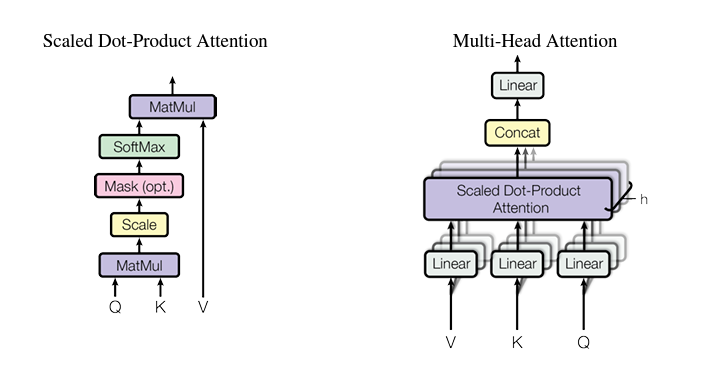 Scaled Dot-Product Attention
MatMul
SoftMax
Mask (opt.)
Scale
MatMul
Q K V
Multi-Head Attention
Linear
Concat
Scaled Dot-Product
Attention
h
Linear Linear Linear
V K Q